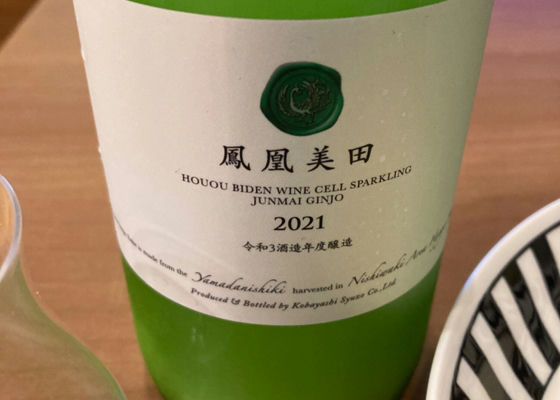 鳳凰美田
HOUOU BIDEN WINE CELL SPARKLING
JUNMAI GINJO
2021
令和3酒造年度醸造
is made from the Yamadanishiki harvested in Nishiwaki Area
Produced & Bottled by Kobayashi Syuzo Co.,Ltd